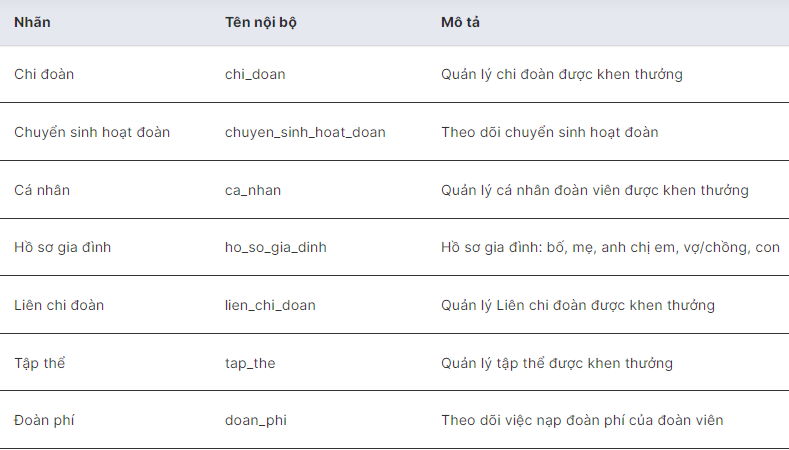 Nhãn Tên nội bộ Mô tả
Chi đoàn chi_doan Quản lý chi đoàn được khen thưởng
Chuyển sinh hoạt đoàn chuyen_sinh_hoat_doan Theo dõi chuyển sinh hoạt đoàn
Cá nhân ca_nhan Quản lý cá nhân đoàn viên được khen thưởng
Hồ sơ gia đình ho_so_gia_dinh Hồ sơ gia đình: bố, mẹ, anh chị em, vợ/chồng, con
Liên chi đoàn lien_chi_doan Quản lý Liên chi đoàn được khen thưởng
Tập thể tap_the Quản lý tập thể được khen thưởng
Đoàn phí doan_phi Theo dõi việc nạp đoàn phí của đoàn viên